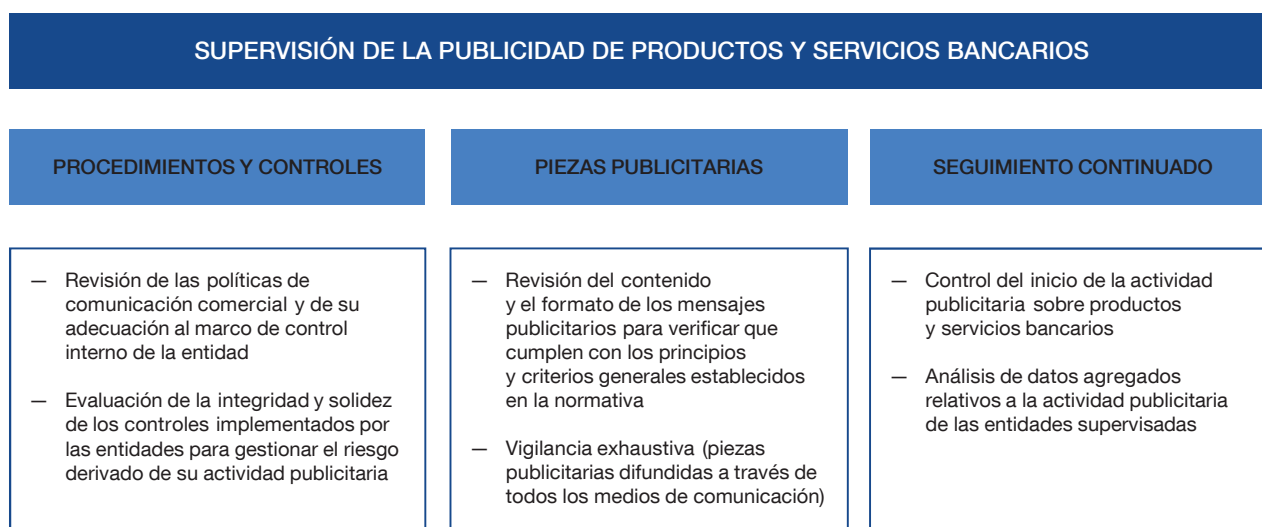 SUPERVISIÓN DE LA PUBLICIDAD DE PRODUCTOS Y SERVICIOS BANCARIOS
PROCEDIMIENTOS Y CONTROLES
— Revisión de las políticas de
comunicación comercial y de su
adecuación al marco de control
interno de la entidad
— Evaluación de la integridad y solidez
de los controles implementados por
las entidades para gestionar el riesgo
derivado de su actividad publicitaria
PIEZAS PUBLICITARIAS
— Revisión del contenido
y el formato de los mensajes
publicitarios para verificar que
cumplen con los principios
y criterios generales establecidos
en la normativa
— Vigilancia exhaustiva (piezas
publicitarias difundidas a través de
todos los medios de comunicación)
SEGUIMIENTO CONTINUADO
— Control del inicio de la actividad
publicitaria sobre productos
y servicios bancarios
— Análisis de datos agregados
relativos a la actividad publicitaria
de las entidades supervisadas